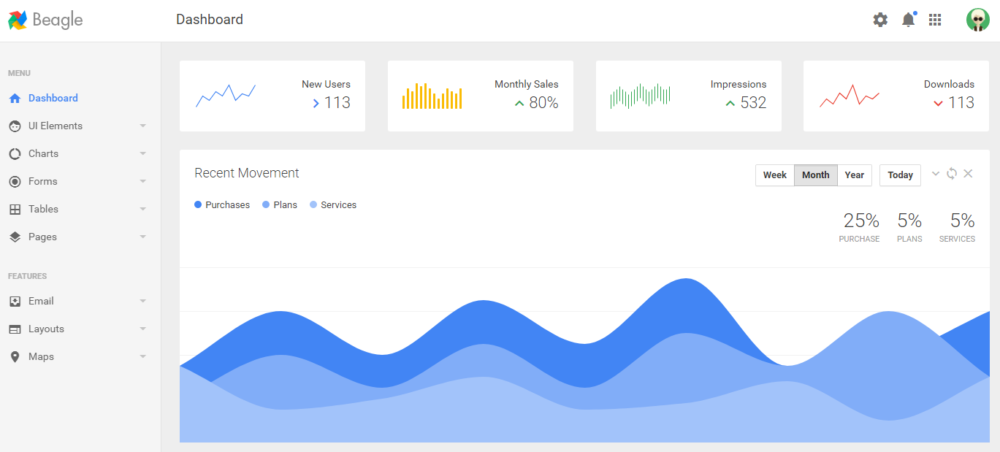 Beagle
Dashboard
MENU
Dashboard
UI Elements
Charts
Forms
Tables
Pages
FEATURES
Email
Layouts
Maps
New Users
113
Monthly Sales
80%
Impressions
532
Downloads
113
Recent Movement
Week Month Year Today
Purchases Plans Services
25% 5% 5%
PURCHASE PLANS SERVICES